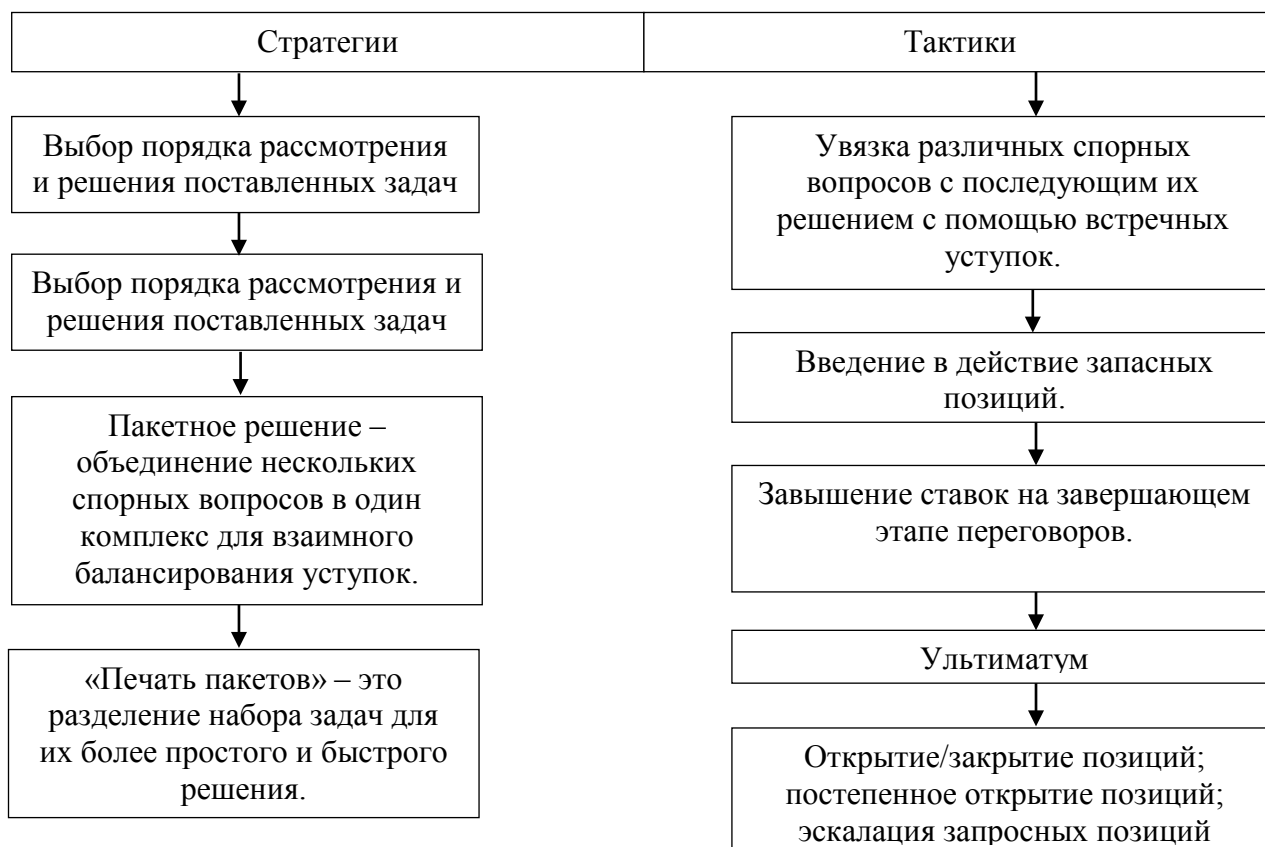 Стратегии
Тактики
Выбор порядка рассмотрения
и решения поставленных задач
Выбор порядка рассмотрения и
решения поставленных задач
Пакетное решение –
объединение нескольких
спорных вопросов в один
комплекс для взаимного
балансирования уступок.
«Печать пакетов» – это
разделение набора задач для
их более простого и быстрого
решения.
Увязка различных спорных
вопросов с последующим их
решением с помощью встречных
уступок.
Введение в действие запасных
позиций.
Завышение ставок на завершающем
этапе переговоров.
Ультиматум
Открытие/закрытие позиций;
постепенное открытие позиций;
эскалация запросных позиций